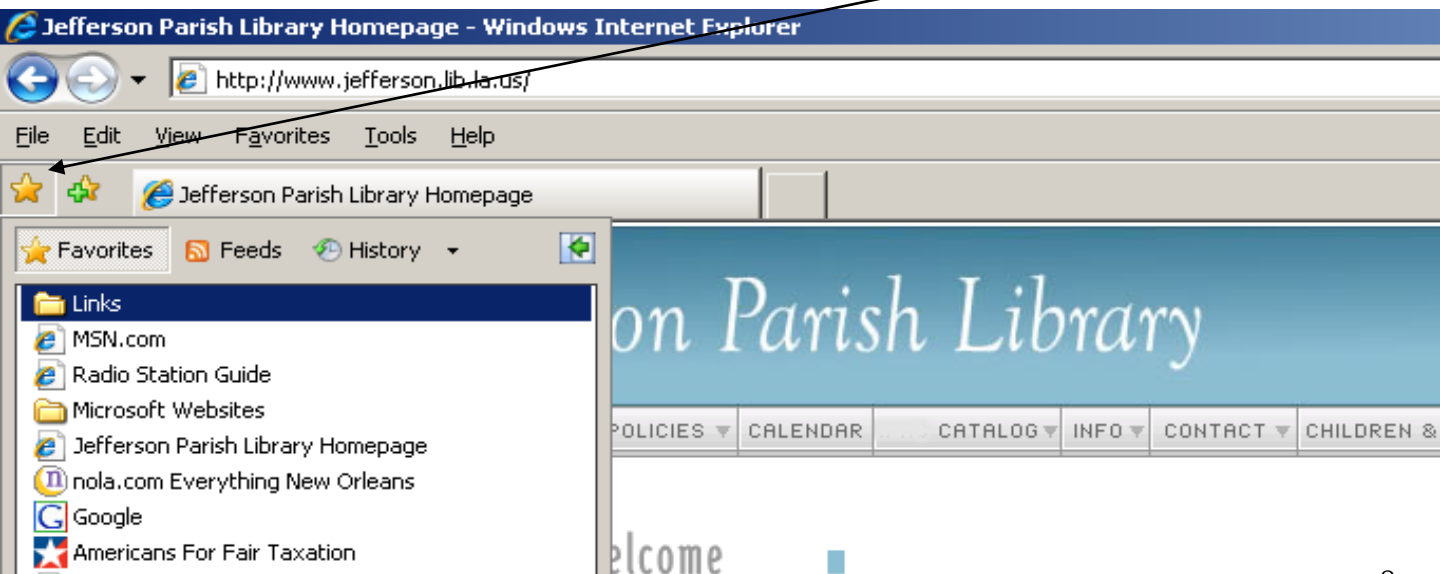 Jefferson Parish Library Homepage - Windows Internet Explorer
http://www.jefferson.lib.la.us/
File Edit View Favorites Tools Help
Jefferson Parish Library Homepage
Favorites Feeds History
Links
MSN.com
Radio Station Guide
Microsoft Websites
Jefferson Parish Library Homepage
nola.com Everything New Orleans
Google
Americans For Fair Taxation
on Parish Library
POLICIES CALENDAR CATALOG INFO CONTACT CHILDREN &
elcome